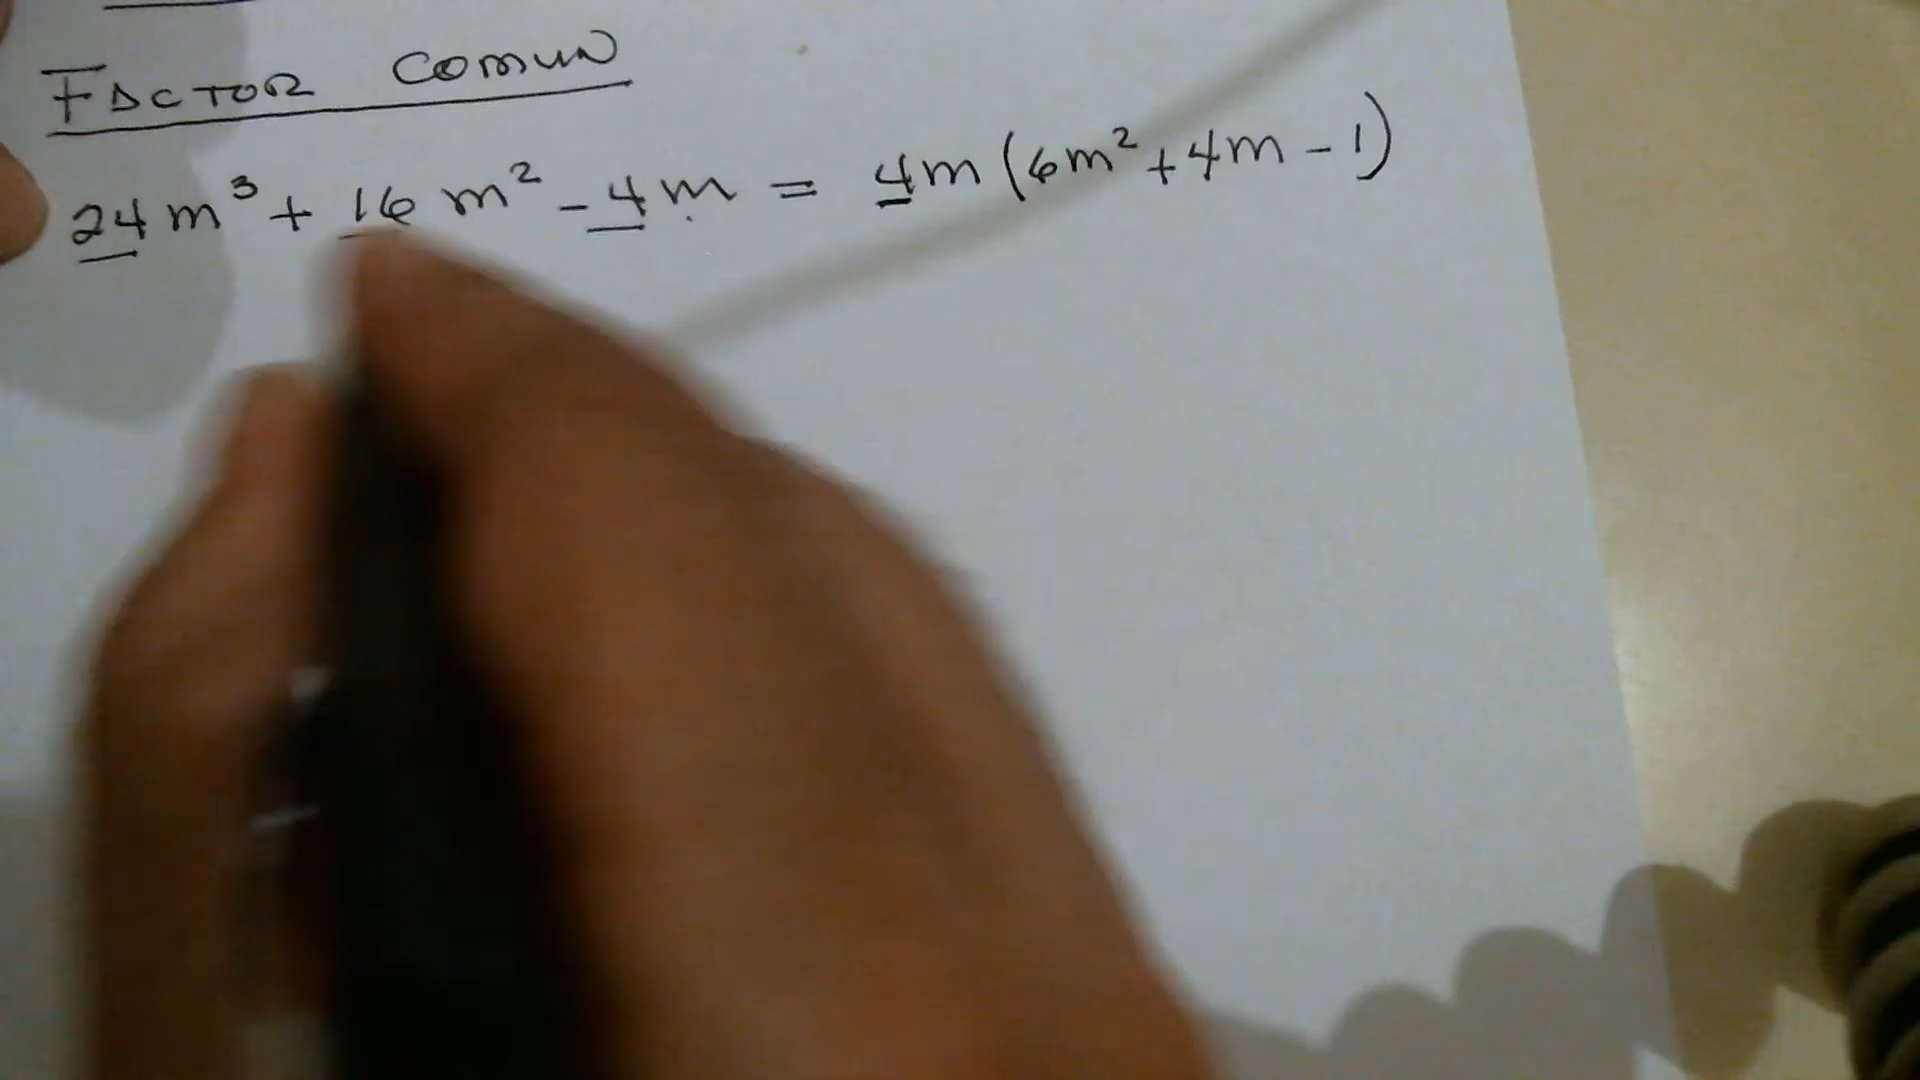 FACTOR COMUN
24m³ + 16m² - 4m = 4m (6m² + 4m - 1)